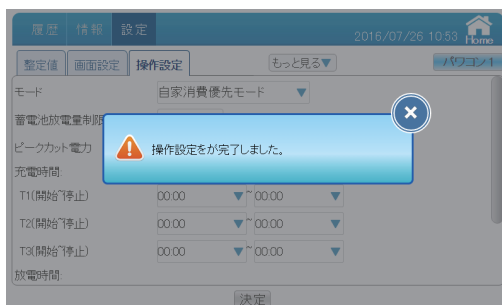 履歴 情報 設定
2016/07/26 10:53 Home
整定値 画面設定 操作設定 もっと見る▼ パワコン1
モード 自家消費優先モード ▼
蓄電池放電量制限
操作設定をが完了しました。
ピークカット電力
充電時間:
T1(開始~停止) 00:00 ▼ ~ 00:00 ▼
T2(開始~停止) 00:00 ▼ ~ 00:00 ▼
T3(開始~停止) 00:00 ▼ ~ 00:00 ▼
放電時間:
決定